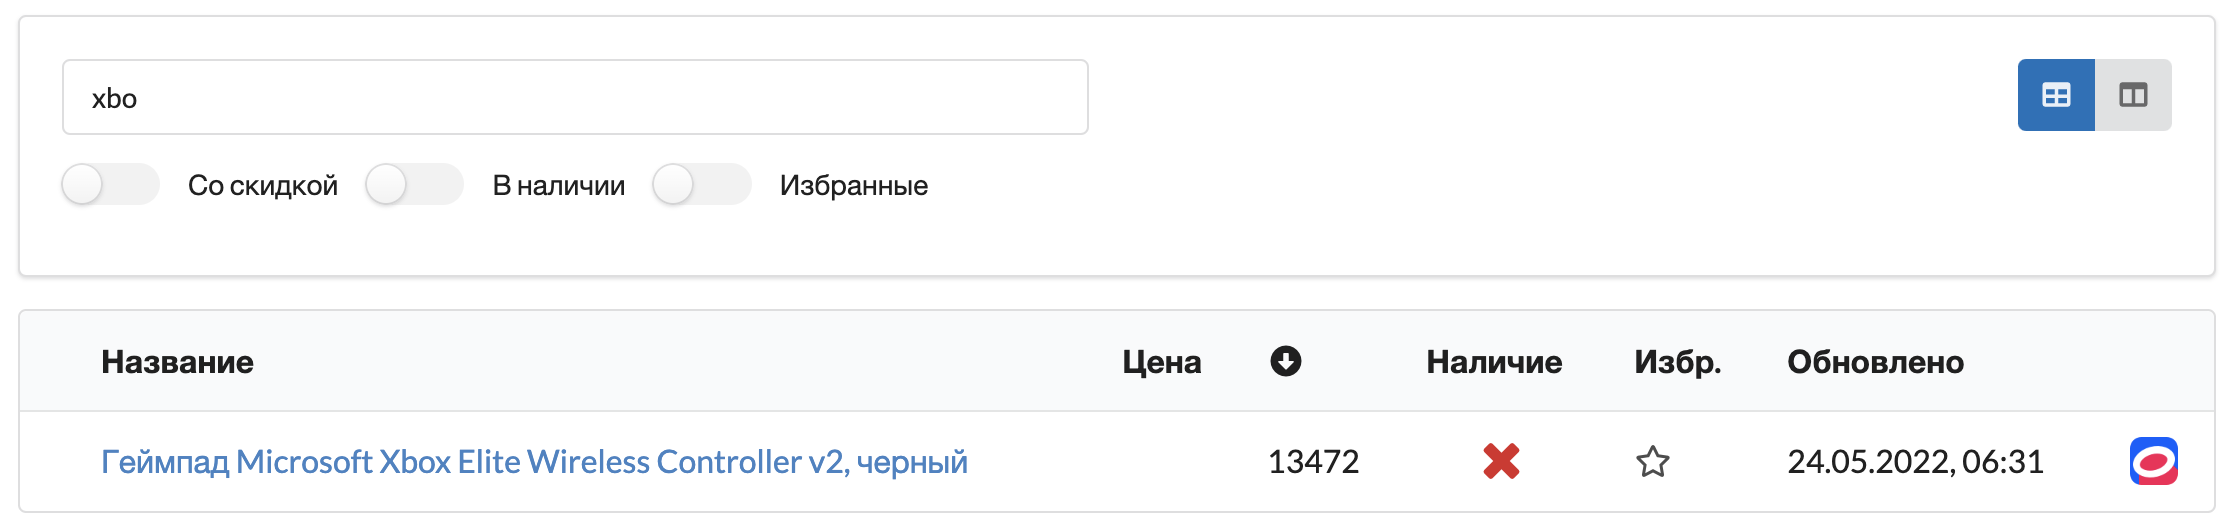 xbo
Со скидкой В наличии Избранные
Название Цена Наличие Избр. Обновлено
Геймпад Microsoft Xbox Elite Wireless Controller v2, черный 13472 24.05.2022, 06:31